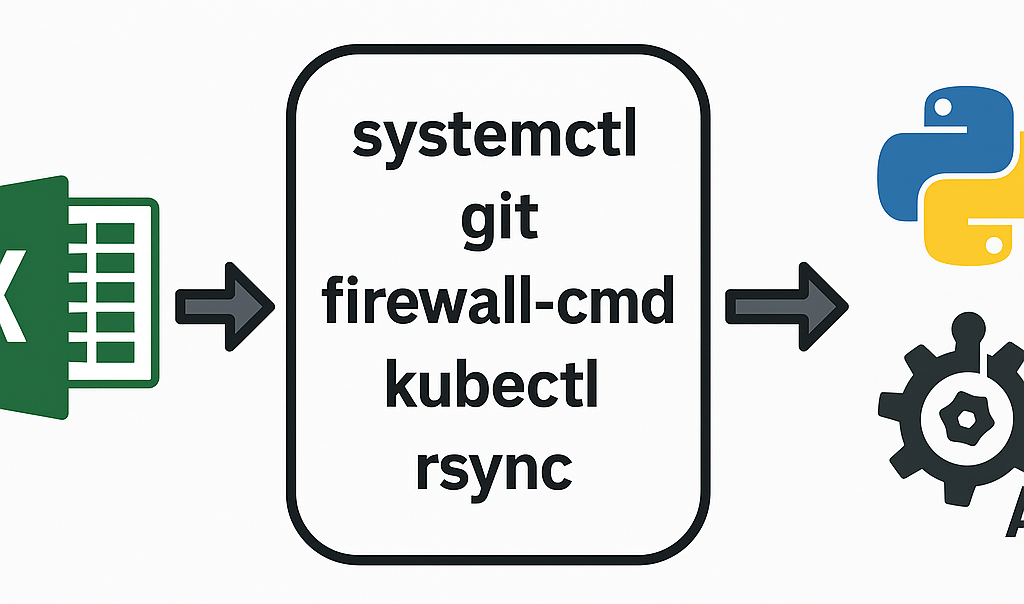 X
systemctl
git
firewall-cmd
kubectl
rsync